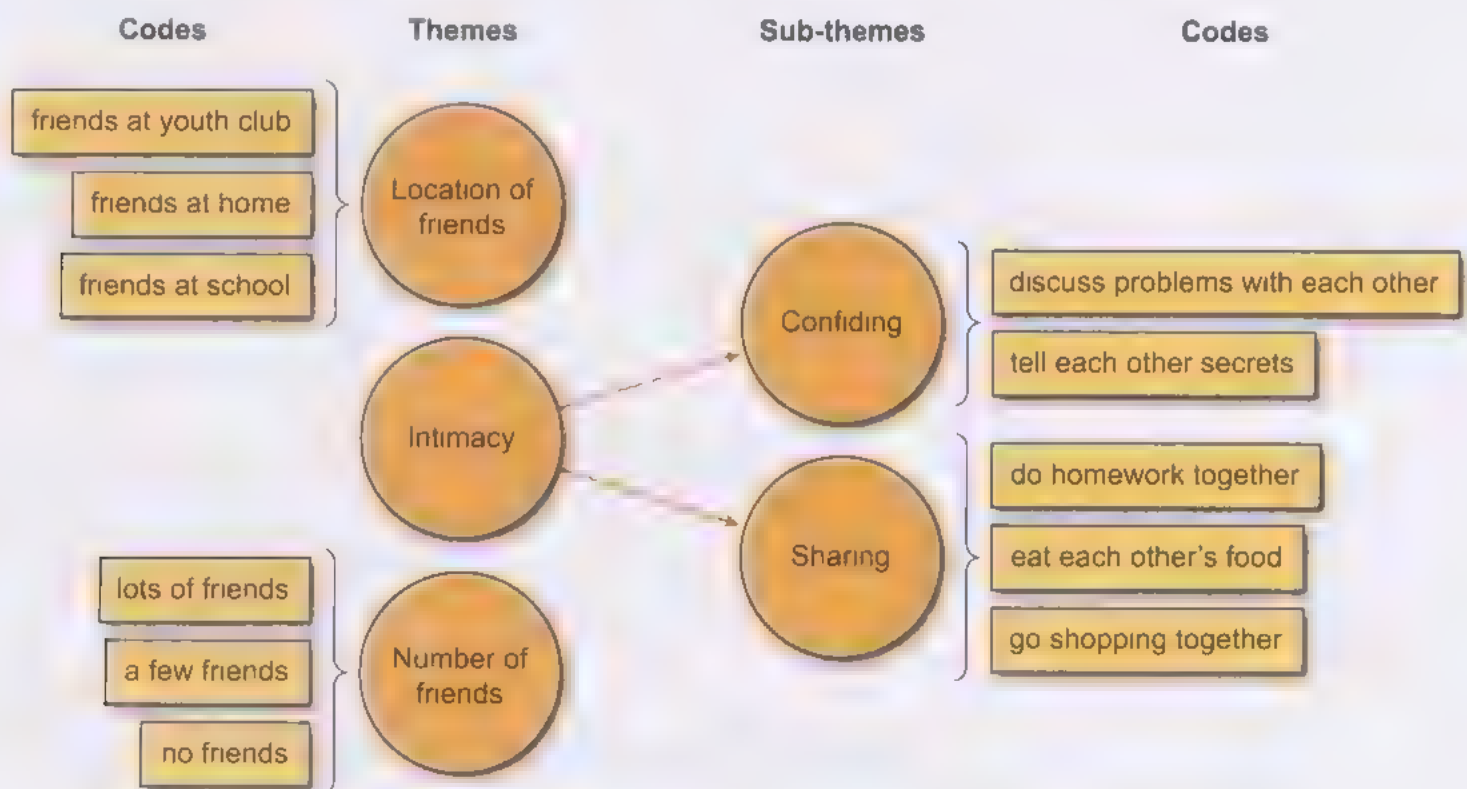 Codes
Themes
Sub-themes
Codes
friends at youth club
friends at home
friends at school
Location of
friends
Intimacy
lots of friends
a few friends
no friends
Number of
friends
Confiding
discuss problems with each other
tell each other secrets
Sharing
do homework together
eat each other's food
go shopping together